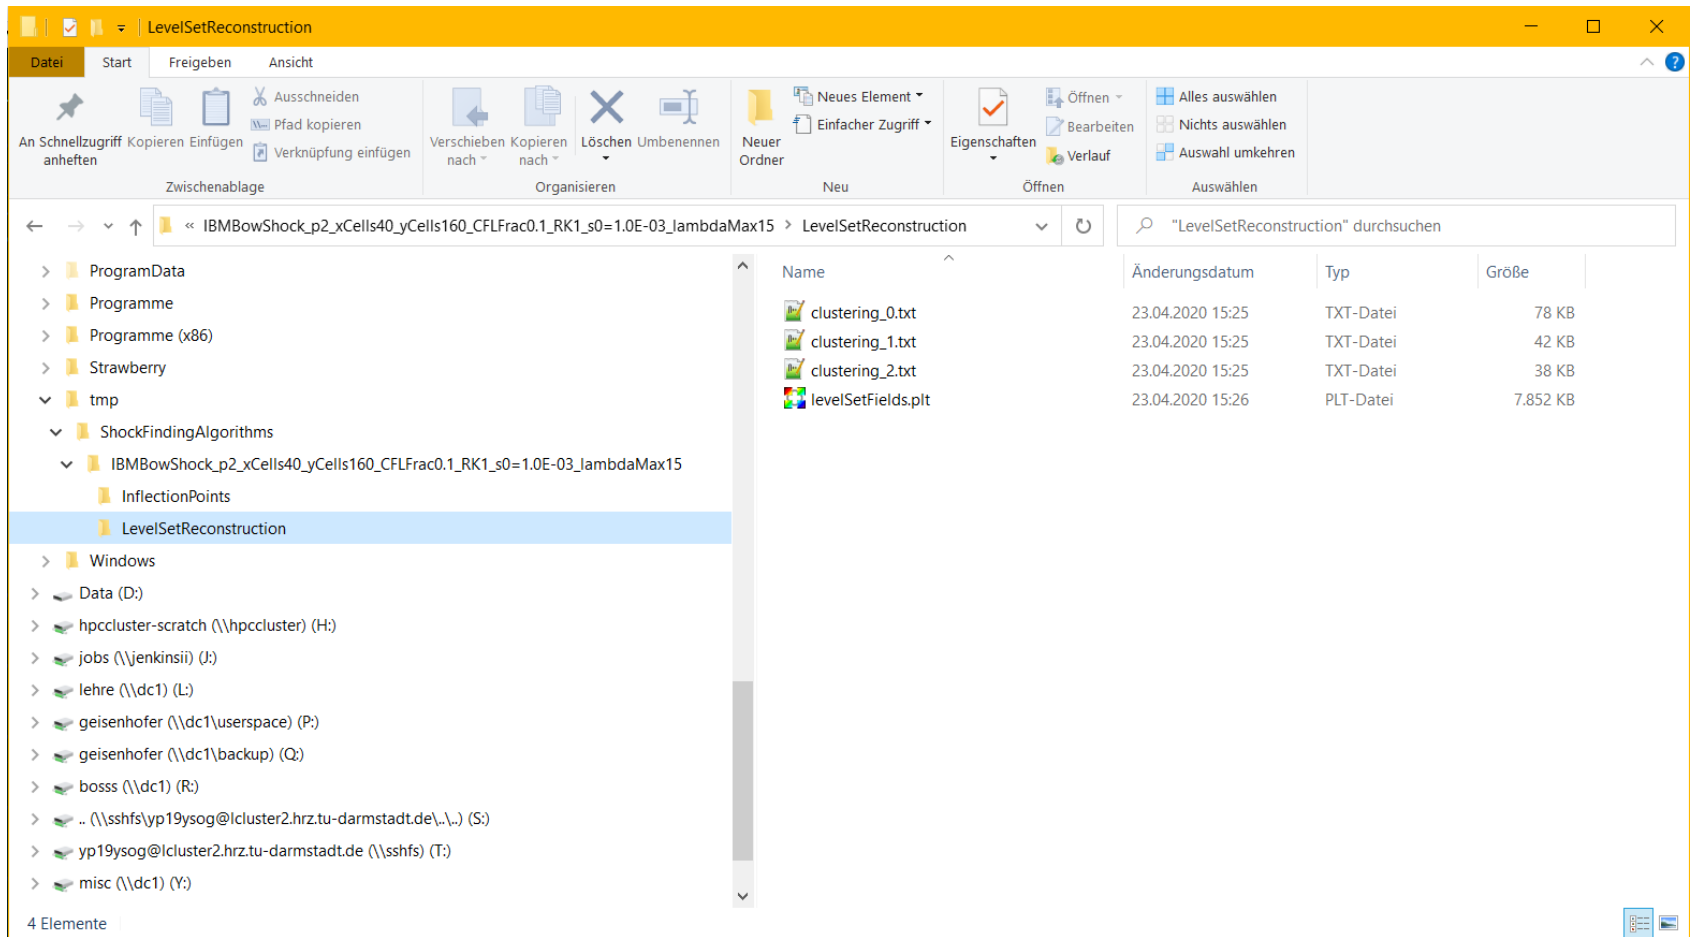 LevelSetReconstruction
Datei Start Freigeben Ansicht
An Schnellzugriff anheften
Kopieren
Einfügen
Ausschneiden
Pfad kopieren
Verknüpfung einfügen
Zwischenablage
Verschieben nach
Kopieren nach
Löschen
Umbenennen
Organisieren
Neuer Ordner
Neues Element
Einfacher Zugriff
Neu
Eigenschaften
Öffnen
Bearbeiten
Verlauf
Öffnen
Alles auswählen
Nichts auswählen
Auswahl umkehren
Auswählen
« IBMBowShock_p2_xCells40_yCells160_CFLFrac0.1_RK1_s0=1.0E-03_lambdaMax15 > LevelSetReconstruction
"LevelSetReconstruction" durchsuchen
ProgramData
Programme
Programme (x86)
Strawberry
tmp
ShockFindingAlgorithms
IBMBowShock_p2_xCells40_yCells160_CFLFrac0.1_RK1_s0=1.0E-03_lambdaMax15
InflectionPoints
LevelSetReconstruction
Windows
Data (D:)
hpccluster-scratch (\\hpccluster) (H:)
jobs (\\jenkinsii) (J:)
lehre (\\dc1) (L:)
geisenhofer (\\dc1\userspace) (P:)
geisenhofer (\\dc1\backup) (Q:)
bosss (\\dc1) (R:)
.. (\\sshfs\yp19ysog@lcluster2.hrz.tu-darmstadt.de\..\..) (S:)
yp19ysog@lcluster2.hrz.tu-darmstadt.de (\\sshfs) (T:)
misc (\\dc1) (Y:)
Name Änderungsdatum Typ Größe
clustering_0.txt 23.04.2020 15:25 TXT-Datei 78 KB
clustering_1.txt 23.04.2020 15:25 TXT-Datei 42 KB
clustering_2.txt 23.04.2020 15:25 TXT-Datei 38 KB
levelSetFields.plt 23.04.2020 15:26 PLT-Datei 7.852 KB
4 Elemente